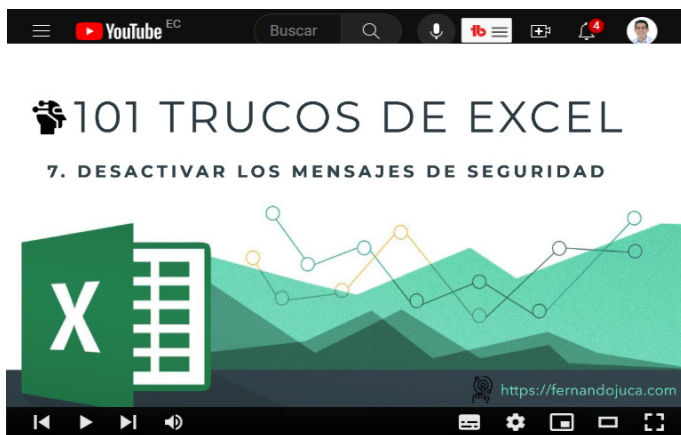 YouTube EC
Buscar
4
101 TRUCOS DE EXCEL
7. DESACTIVAR LOS MENSAJES DE SEGURIDAD
X
https://fernandojuca.com